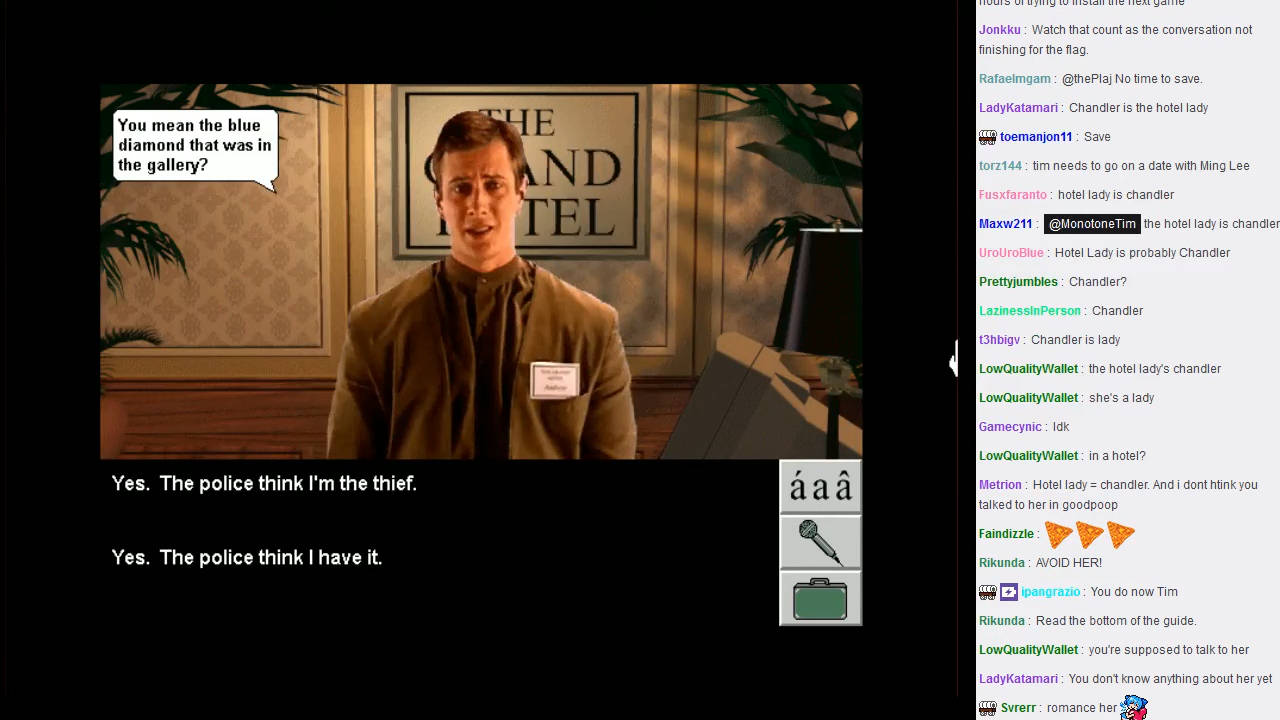 You mean the blue
diamond that was in
the gallery?
THE
AND
TEL
Yes.  The police think I'm the thief.
Yes.  The police think I have it.
á a â
hours of trying to install the next game
Jonkku : Watch that count as the conversation not
finishing for the flag.
Rafaelmgam : @thePlaj No time to save.
LadyKatamari : Chandler is the hotel lady
toemanjon11 : Save
torz144 : tim needs to go on a date with Ming Lee
Fusxfaranto : hotel lady is chandler
Maxw211 : @MonotoneTim the hotel lady is chandler
UroUroBlue : Hotel Lady is probably Chandler
Prettyjumbles : Chandler?
LazinessInPerson : Chandler
t3hbigv : Chandler is lady
LowQualityWallet : the hotel lady's chandler
LowQualityWallet : she's a lady
Gamecynic : Idk
LowQualityWallet : in a hotel?
Metrion : Hotel lady = chandler. And i dont htink you
talked to her in goodpoop
Faindizzle :
Rikunda : AVOID HER!
ipangrazio : You do now Tim
Rikunda : Read the bottom of the guide.
LowQualityWallet : you're supposed to talk to her
LadyKatamari : You don't know anything about her yet
Svrerr : romance her